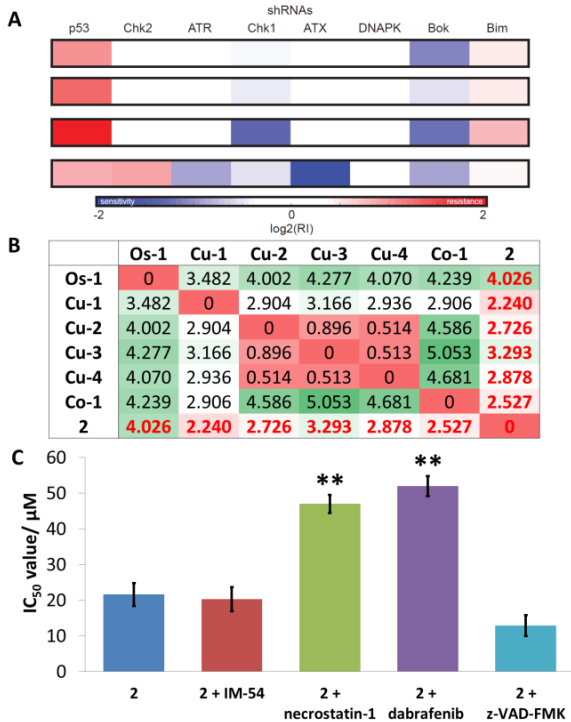 A
shRNAs
p53 Chk2 ATR Chk1 ATX DNAPK Bok Bim
sensitivity resistance
-2 0 2
log2(RI)
B
Os-1 Cu-1 Cu-2 Cu-3 Cu-4 Co-1 2
Os-1 0 3.482 4.002 4.277 4.070 4.239 4.026
Cu-1 3.482 0 2.904 3.166 2.936 2.906 2.240
Cu-2 4.002 2.904 0 0.896 0.514 4.586 2.726
Cu-3 4.277 3.166 0.896 0 0.513 5.053 3.293
Cu-4 4.070 2.936 0.514 0.513 0 4.681 2.878
Co-1 4.239 2.906 4.586 5.053 4.681 0 2.527
2 4.026 2.240 2.726 3.293 2.878 2.527 0
C
IC50 value/ μM
60
50
40
30
20
10
0
** **
2 2 + IM-54 2 + 2 + 2 +
necrostatin-1 dabrafenib z-VAD-FMK